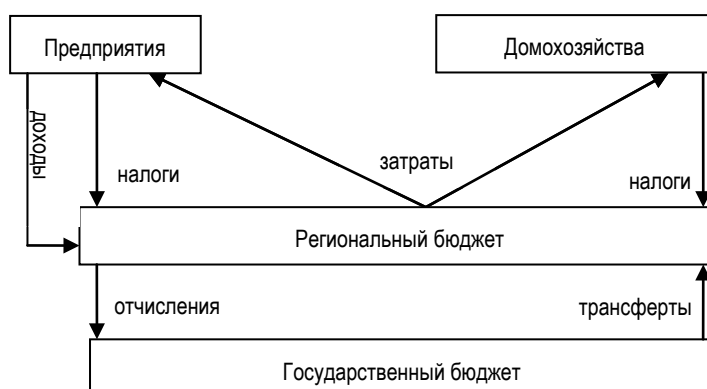 Предприятия
Домохозяйства
доходы
затраты
налоги
налоги
Региональный бюджет
отчисления
трансферты
Государственный бюджет